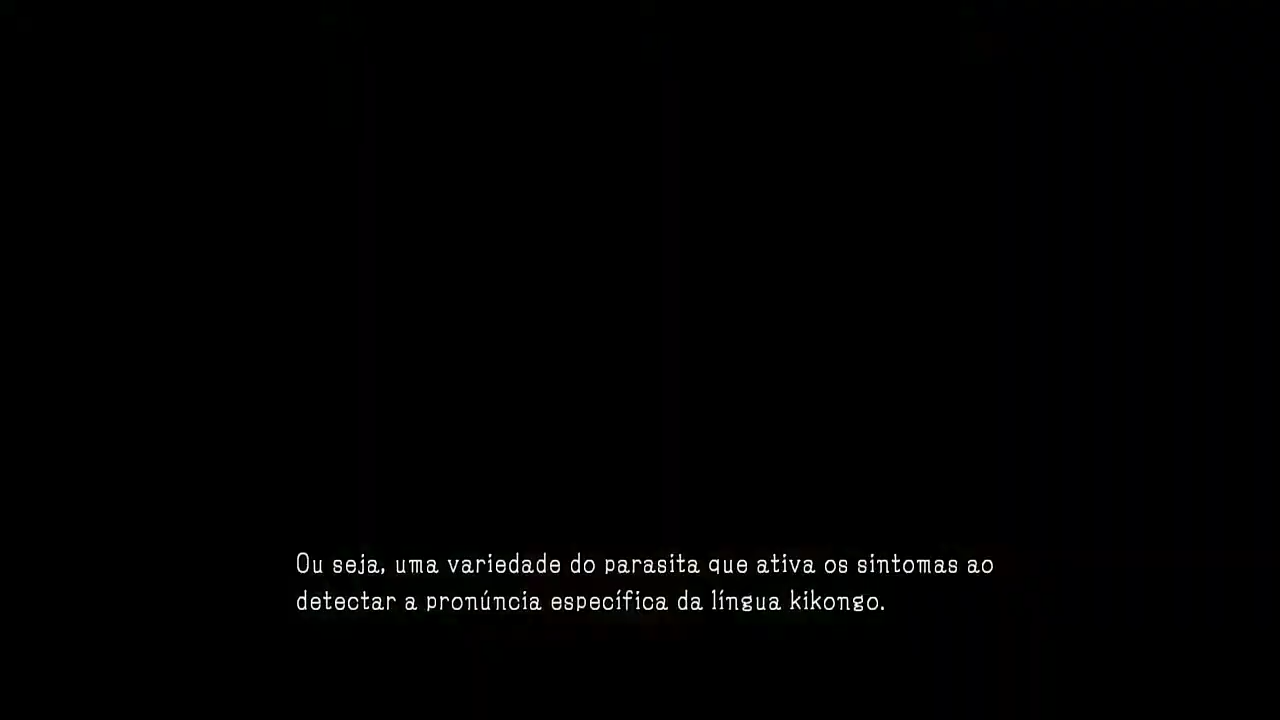 Ou seja, uma variedade do parasita que ativa os sintomas ao
detectar a pronúncia específica da língua kikongo.